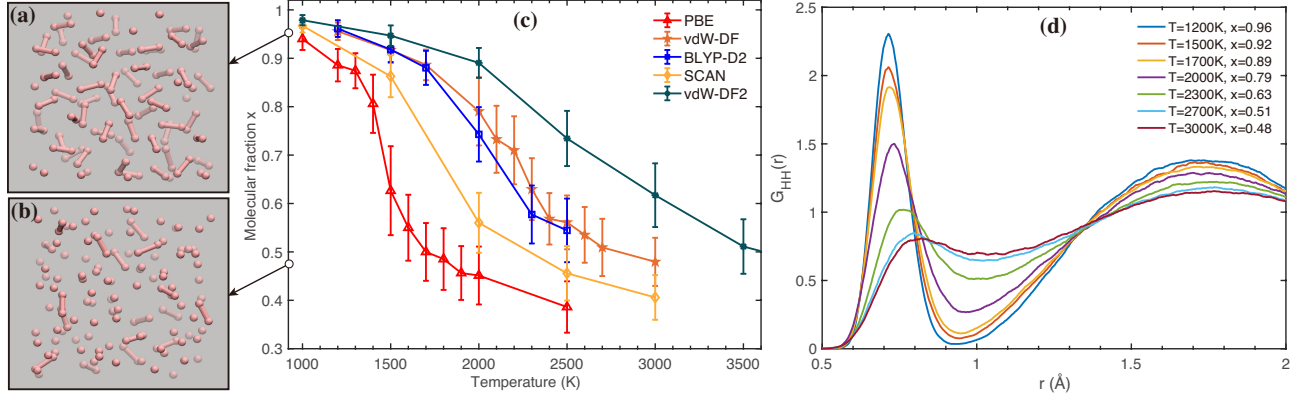 (a)
(b)
(c)
Molecular fraction x
1
0.9
0.8
0.7
0.6
0.5
0.4
0.3
1000
1500
2000
2500
3000
3500
Temperature (K)
PBE
vdW-DF
BLYP-D2
SCAN
vdW-DF2
(d)
G_HH(r)
2.5
2
1.5
1
0.5
0
0.5
1
1.5
2
r (Å)
T=1200K, x=0.96
T=1500K, x=0.92
T=1700K, x=0.89
T=2000K, x=0.79
T=2300K, x=0.63
T=2700K, x=0.51
T=3000K, x=0.48